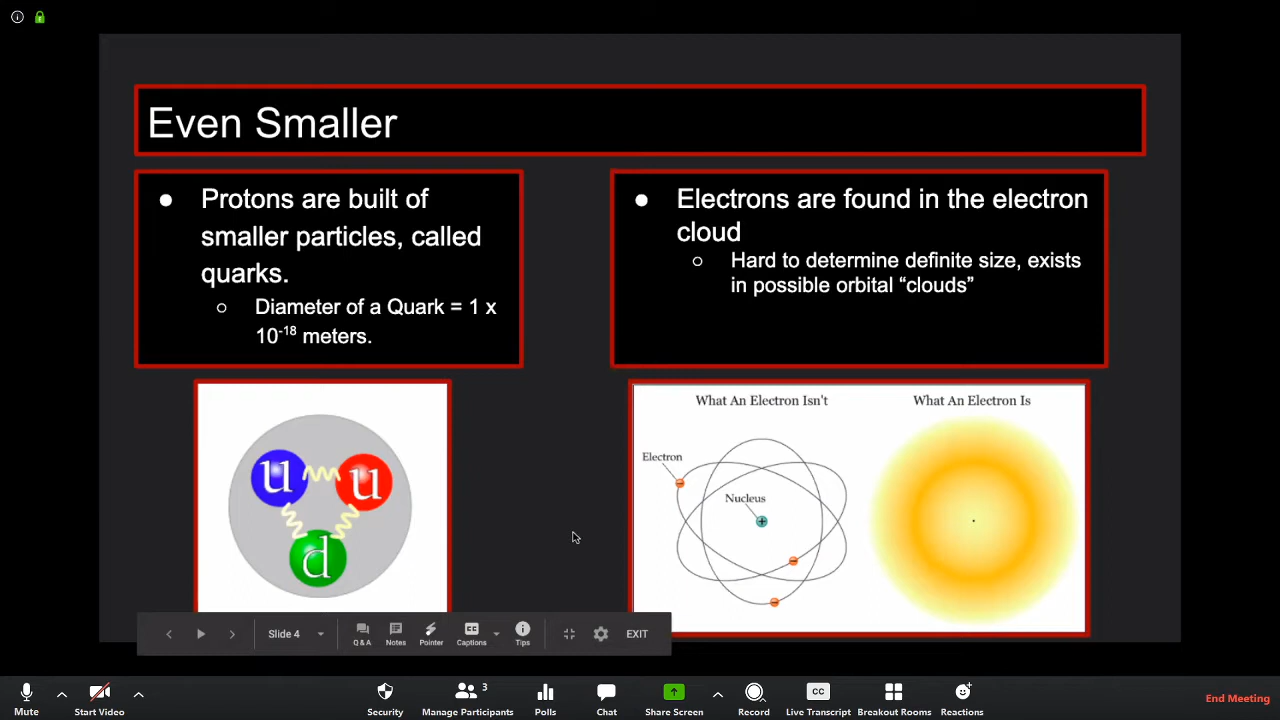 Even Smaller
● Protons are built of
smaller particles, called
quarks.
○ Diameter of a Quark = 1 x
10⁻¹⁸ meters.
● Electrons are found in the electron
cloud
○ Hard to determine definite size, exists
in possible orbital “clouds”
u u
d
What An Electron Isn't
What An Electron Is
Electron
Nucleus
+
Slide 4
Q & A
Notes
Pointer
CC
Captions
Tips
EXIT
Mute
Start Video
Security
3
Manage Participants
Polls
Chat
Share Screen
Record
CC
Live Transcript
Breakout Rooms
Reactions
End Meeting